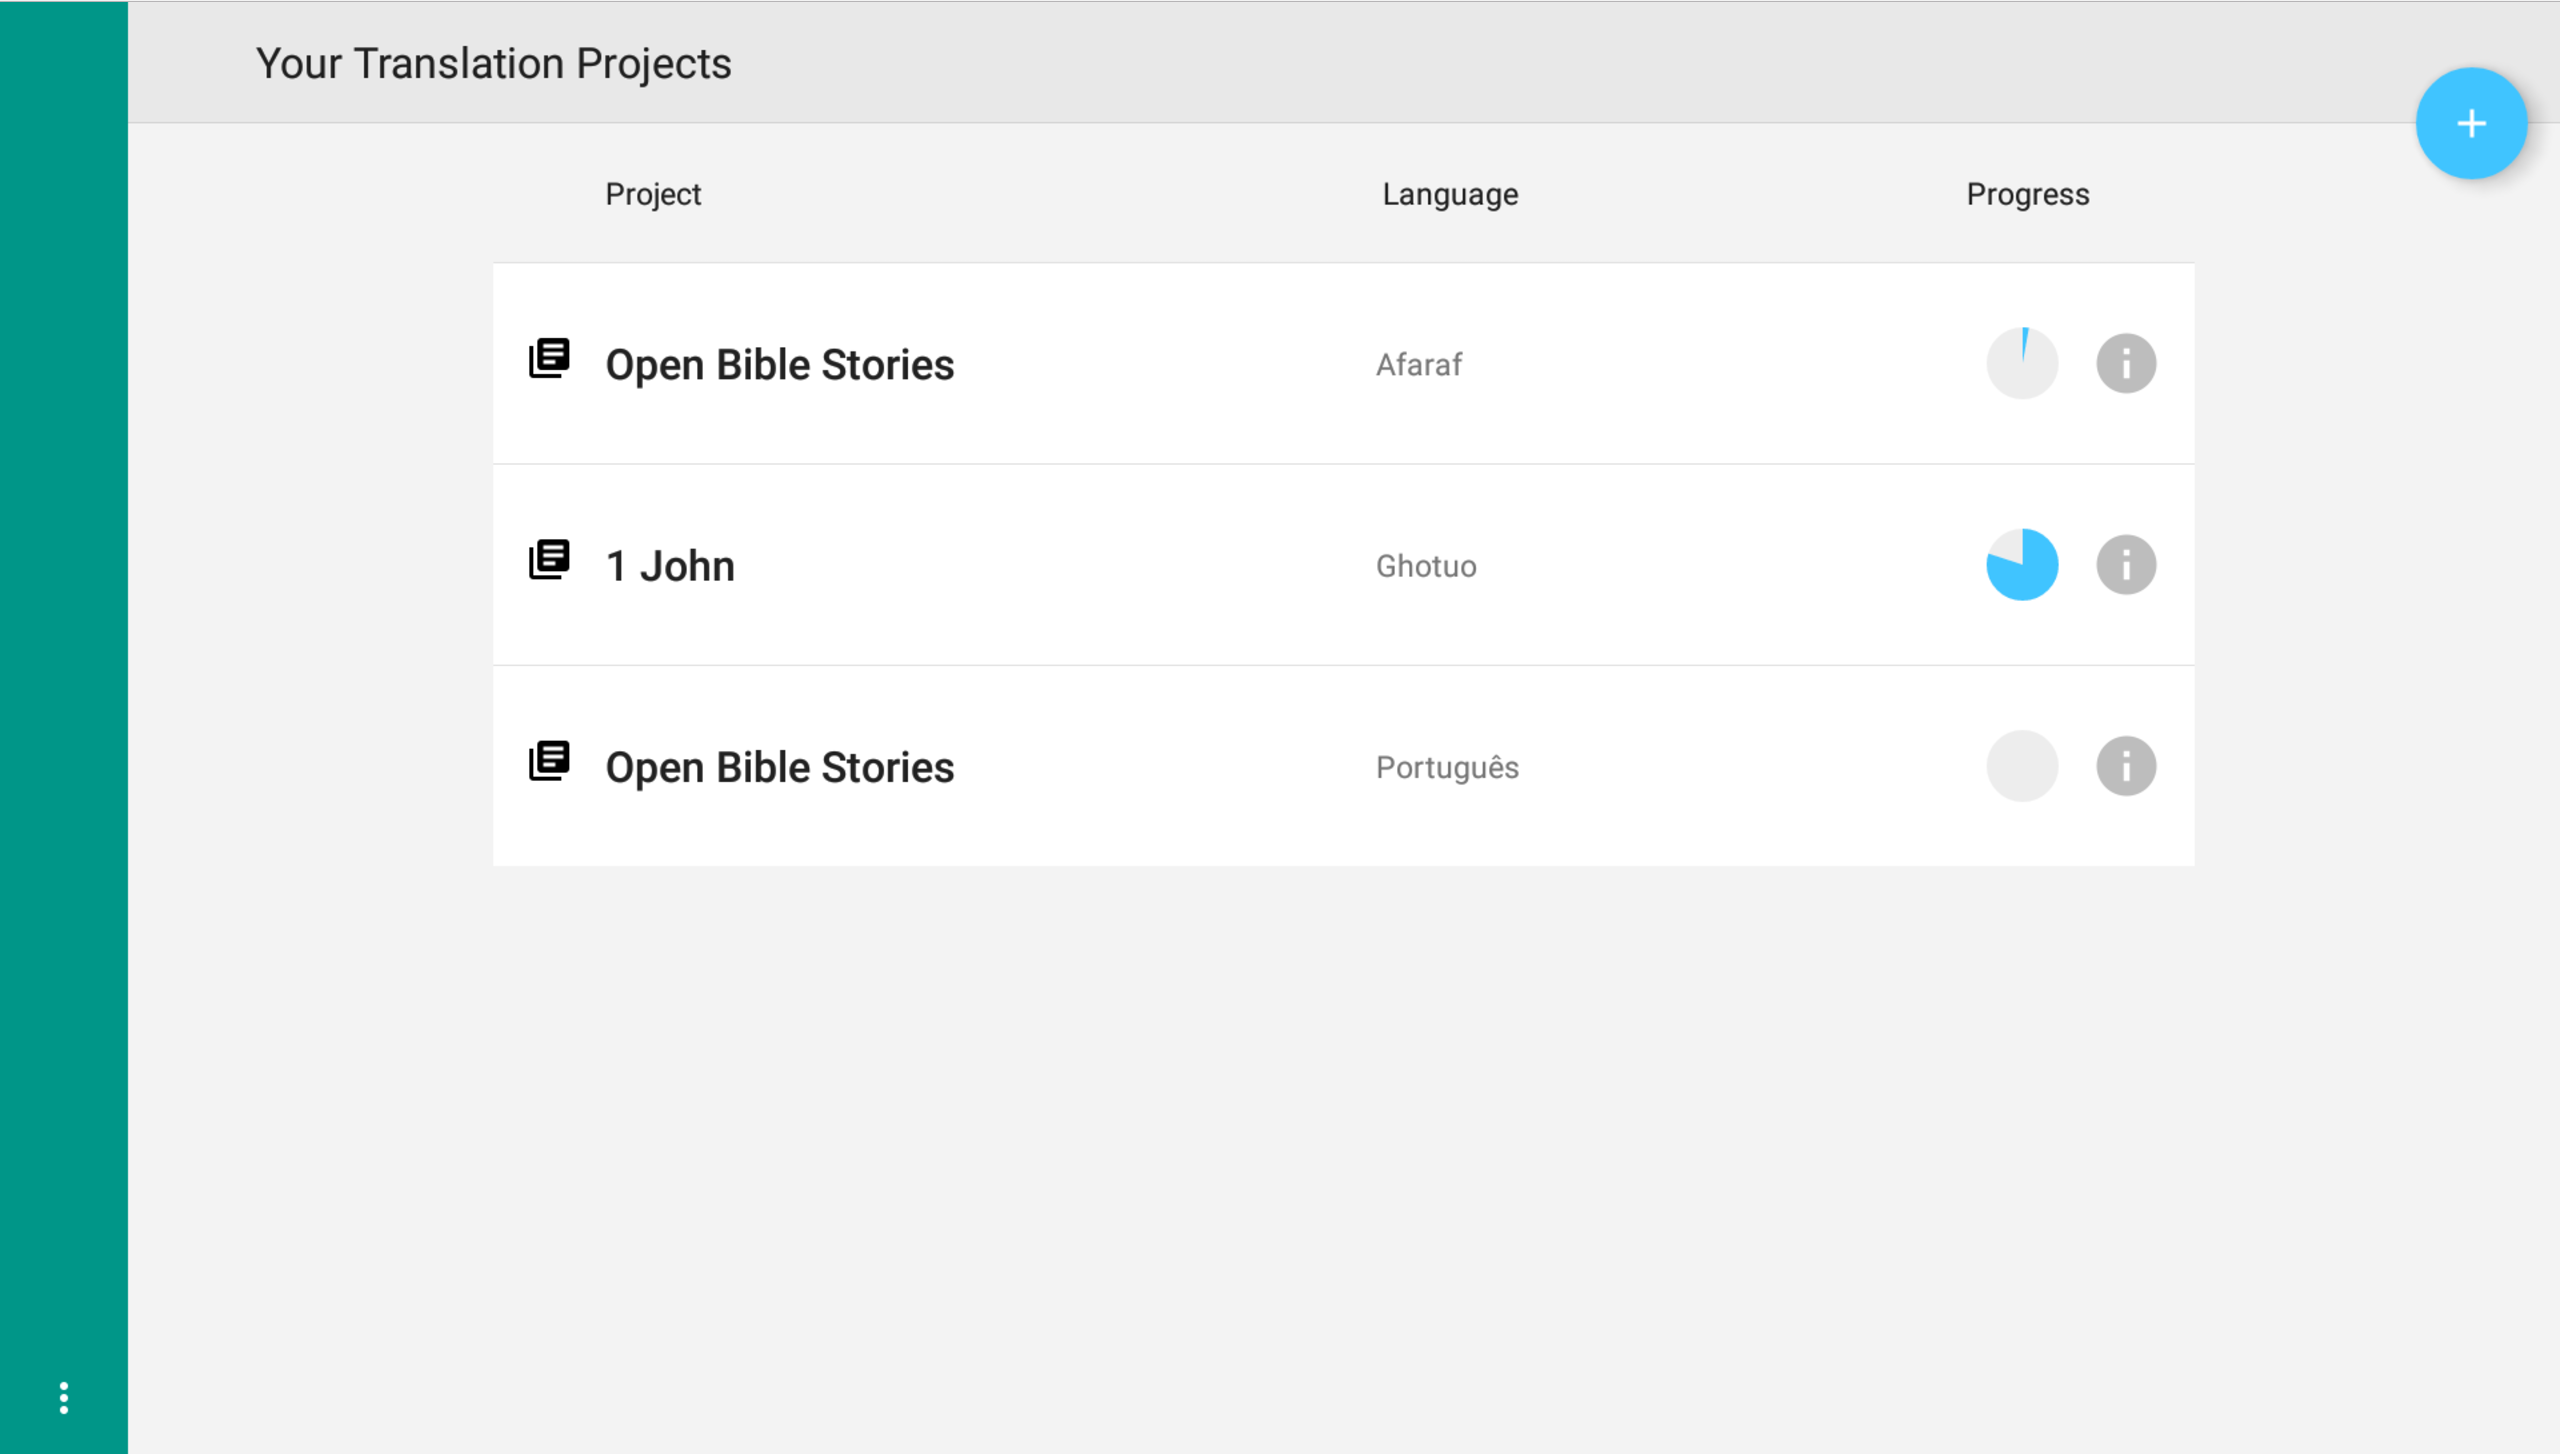 Your Translation Projects
Project Language Progress
Open Bible Stories Afaraf
1 John Ghotuo
Open Bible Stories Português